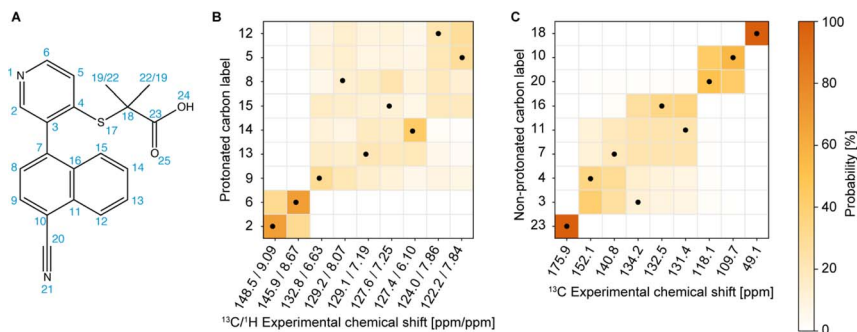 A
B
C
6
1
N
5
19/22
22/19
24
OH
2
4
18
23
3
S
17
O
25
7
16
15
8
14
9
13
11
10
12
20
N
21
Protonated carbon label
12
5
8
15
14
13
9
6
2
148.5 / 9.09
145.9 / 8.67
132.8 / 6.63
129.2 / 8.07
129.1 / 7.19
127.6 / 7.25
127.4 / 6.10
124.0 / 7.86
122.2 / 7.84
¹³C/¹H Experimental chemical shift [ppm/ppm]
Non-protonated carbon label
18
10
20
16
11
7
4
3
23
175.9
152.1
140.8
134.2
132.5
131.4
118.1
109.7
49.1
¹³C Experimental chemical shift [ppm]
100
80
60
40
20
0
Probability [%]